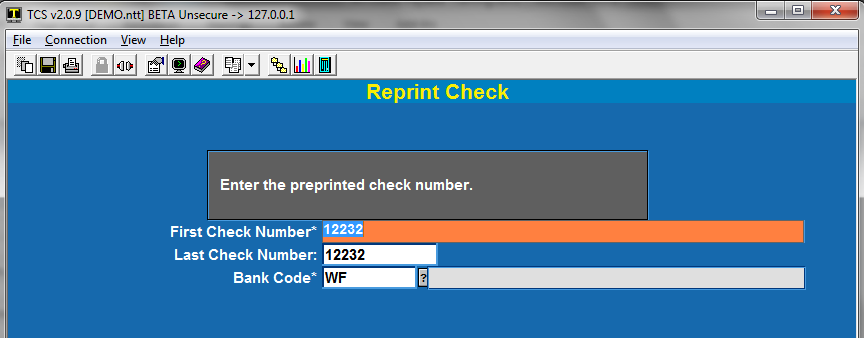 TCS v2.0.9 [DEMO.ntt] BETA Unsecure -> 127.0.0.1
File Connection View Help
Reprint Check
Enter the preprinted check number.
First Check Number* 12232
Last Check Number: 12232
Bank Code* WF ?